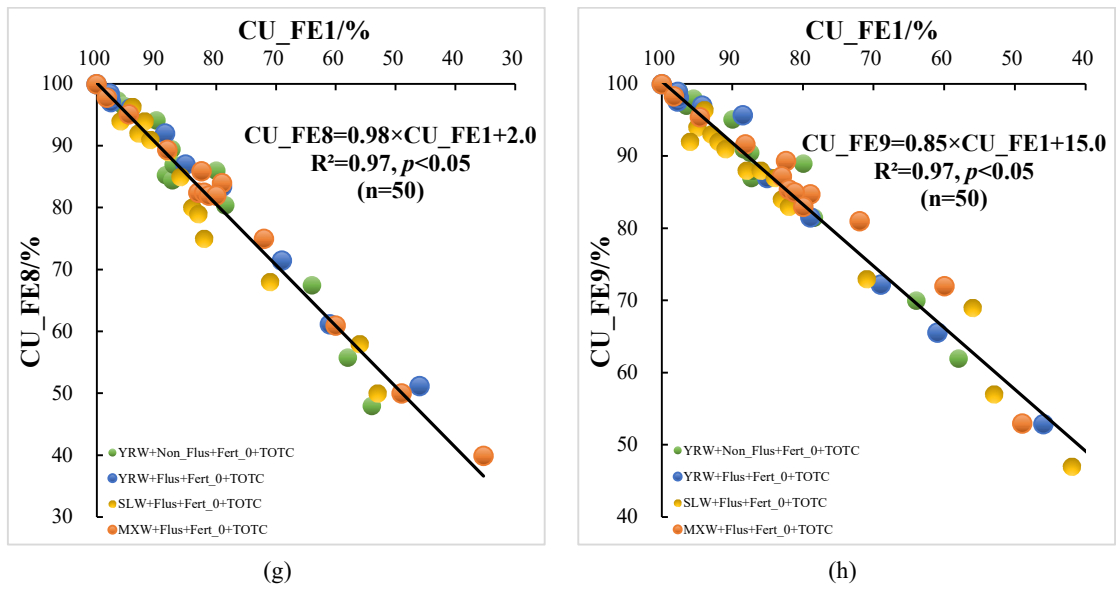 CU_FE1/%
100 90 80 70 60 50 40 30
100
90
80
70
60
50
40
30
CU_FE8/%
CU_FE8=0.98×CU_FE1+2.0
R²=0.97, p<0.05
(n=50)
YRW+Non_Flus+Fert_0+TOTC
YRW+Flus+Fert_0+TOTC
SLW+Flus+Fert_0+TOTC
MXW+Flus+Fert_0+TOTC
(g)
CU_FE1/%
100 90 80 70 60 50 40
100
90
80
70
60
50
40
CU_FE9/%
CU_FE9=0.85×CU_FE1+15.0
R²=0.97, p<0.05
(n=50)
YRW+Non_Flus+Fert_0+TOTC
YRW+Flus+Fert_0+TOTC
SLW+Flus+Fert_0+TOTC
MXW+Flus+Fert_0+TOTC
(h)